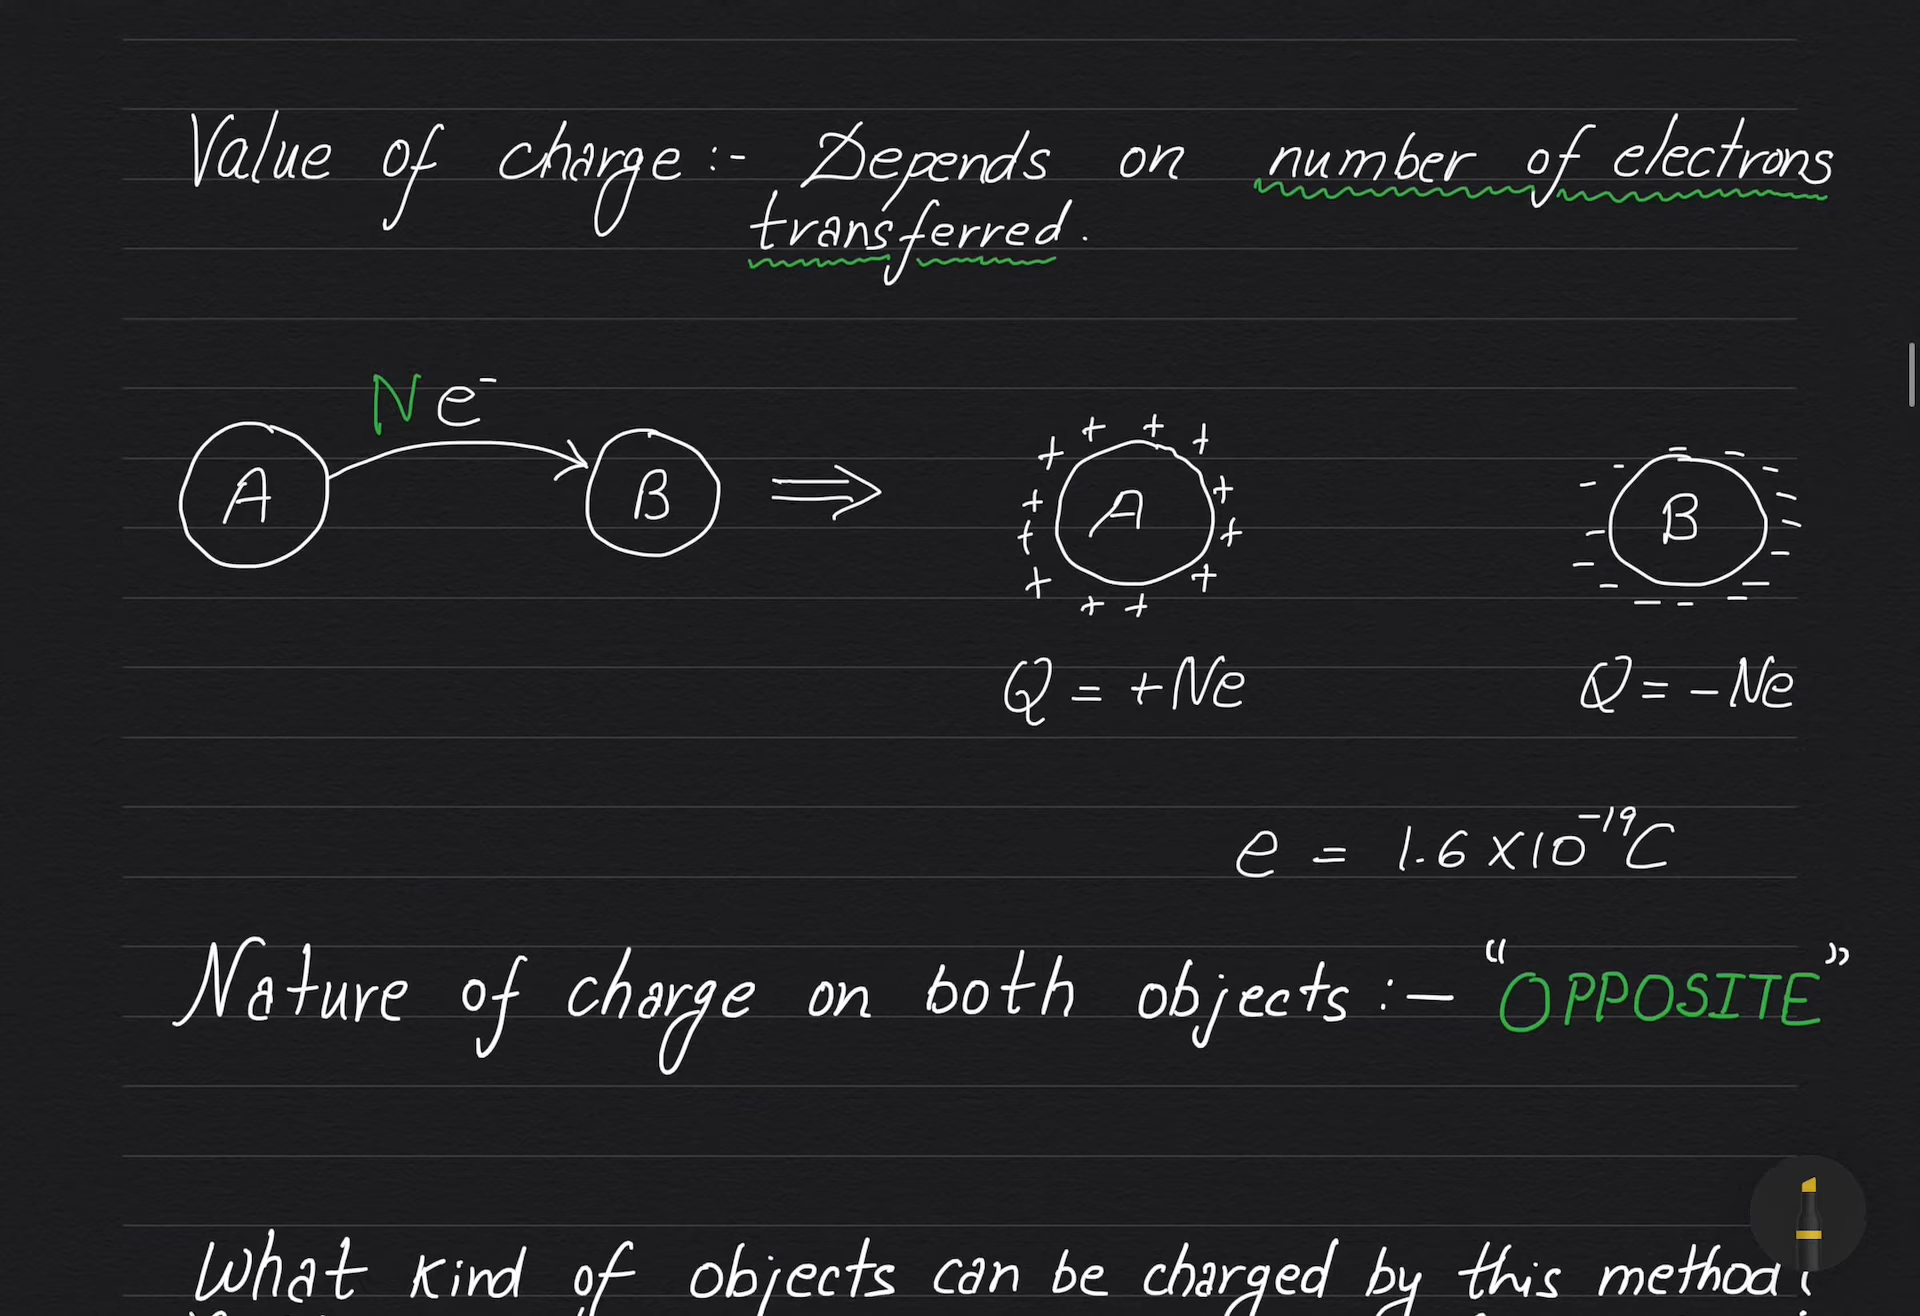 Value of charge :- Depends on number of electrons
transferred.
N e⁻
A B ⟹ A B
+ + + + + + + + + + + + +
- - - - - - - - - - - - - - - -
Q = +Ne Q = -Ne
e = 1.6 x 10⁻¹⁹ C
Nature of charge on both objects :- "OPPOSITE"
What kind of objects can be charged by this method